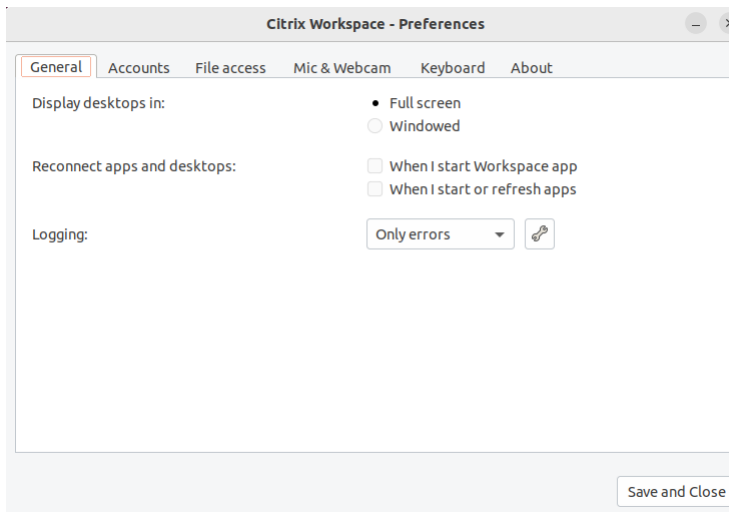 Citrix Workspace - Preferences
General Accounts File access Mic & Webcam Keyboard About
Display desktops in: Full screen
Windowed
Reconnect apps and desktops: When I start Workspace app
When I start or refresh apps
Logging: Only errors
Save and Close